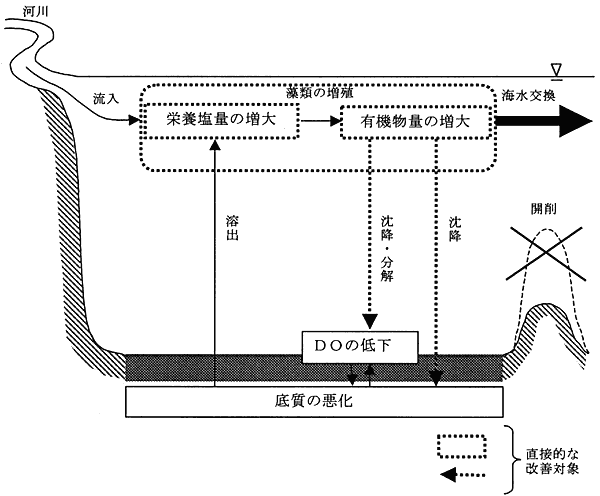 河川
流入
藻類の増殖
海水交換
栄養塩量の増大
有機物量の増大
溶出
沈降・分解
沈降
開削
DOの低下
底質の悪化
直接的な
改善対象